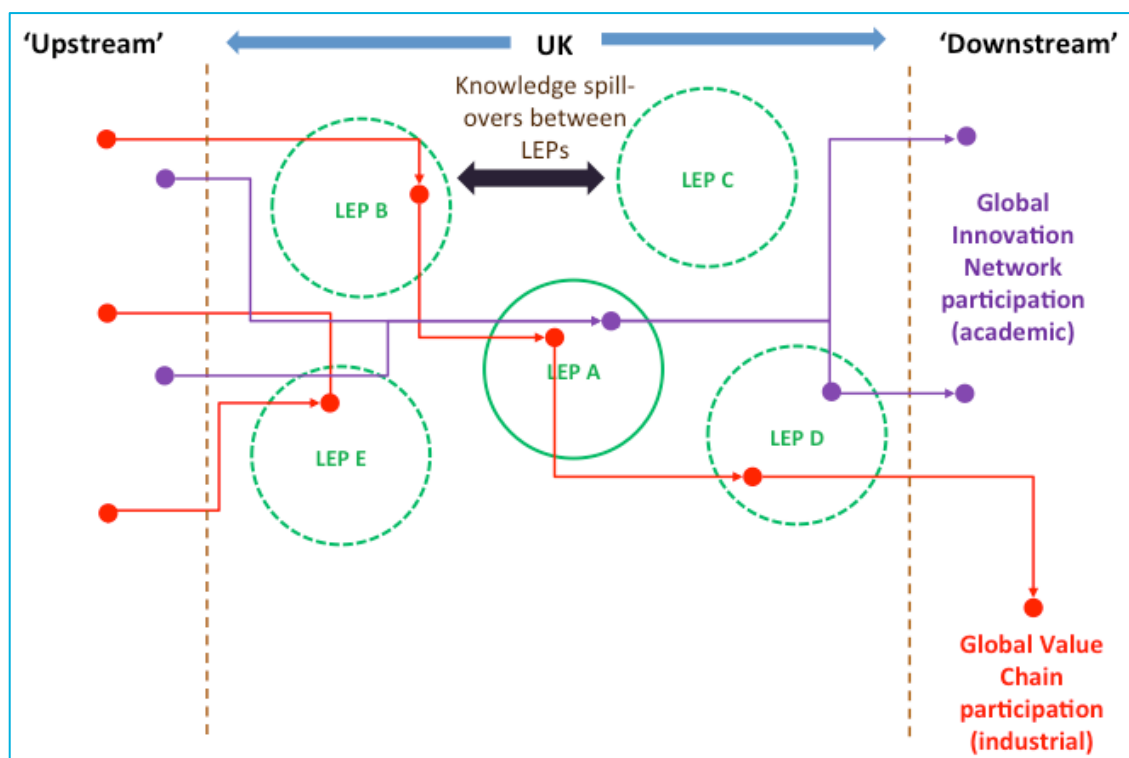 ‘Upstream’
UK
‘Downstream’
Knowledge spill-
overs between
LEPs
LEP B
LEP C
Global
Innovation
Network
participation
(academic)
LEP A
LEP D
LEP E
Global Value
Chain
participation
(industrial)